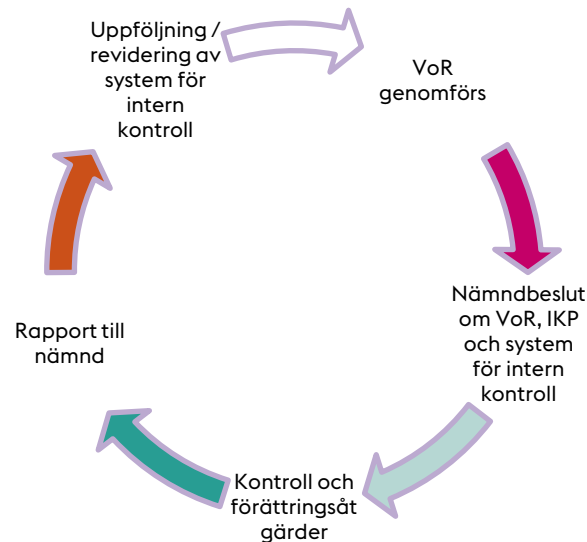 Uppföljning /
revidering av
system för
intern
kontroll
VoR
genomförs
Nämndbeslut
om VoR, IKP
och system
för intern
kontroll
Kontroll och
förättringsåt
gärder
Rapport till
nämnd